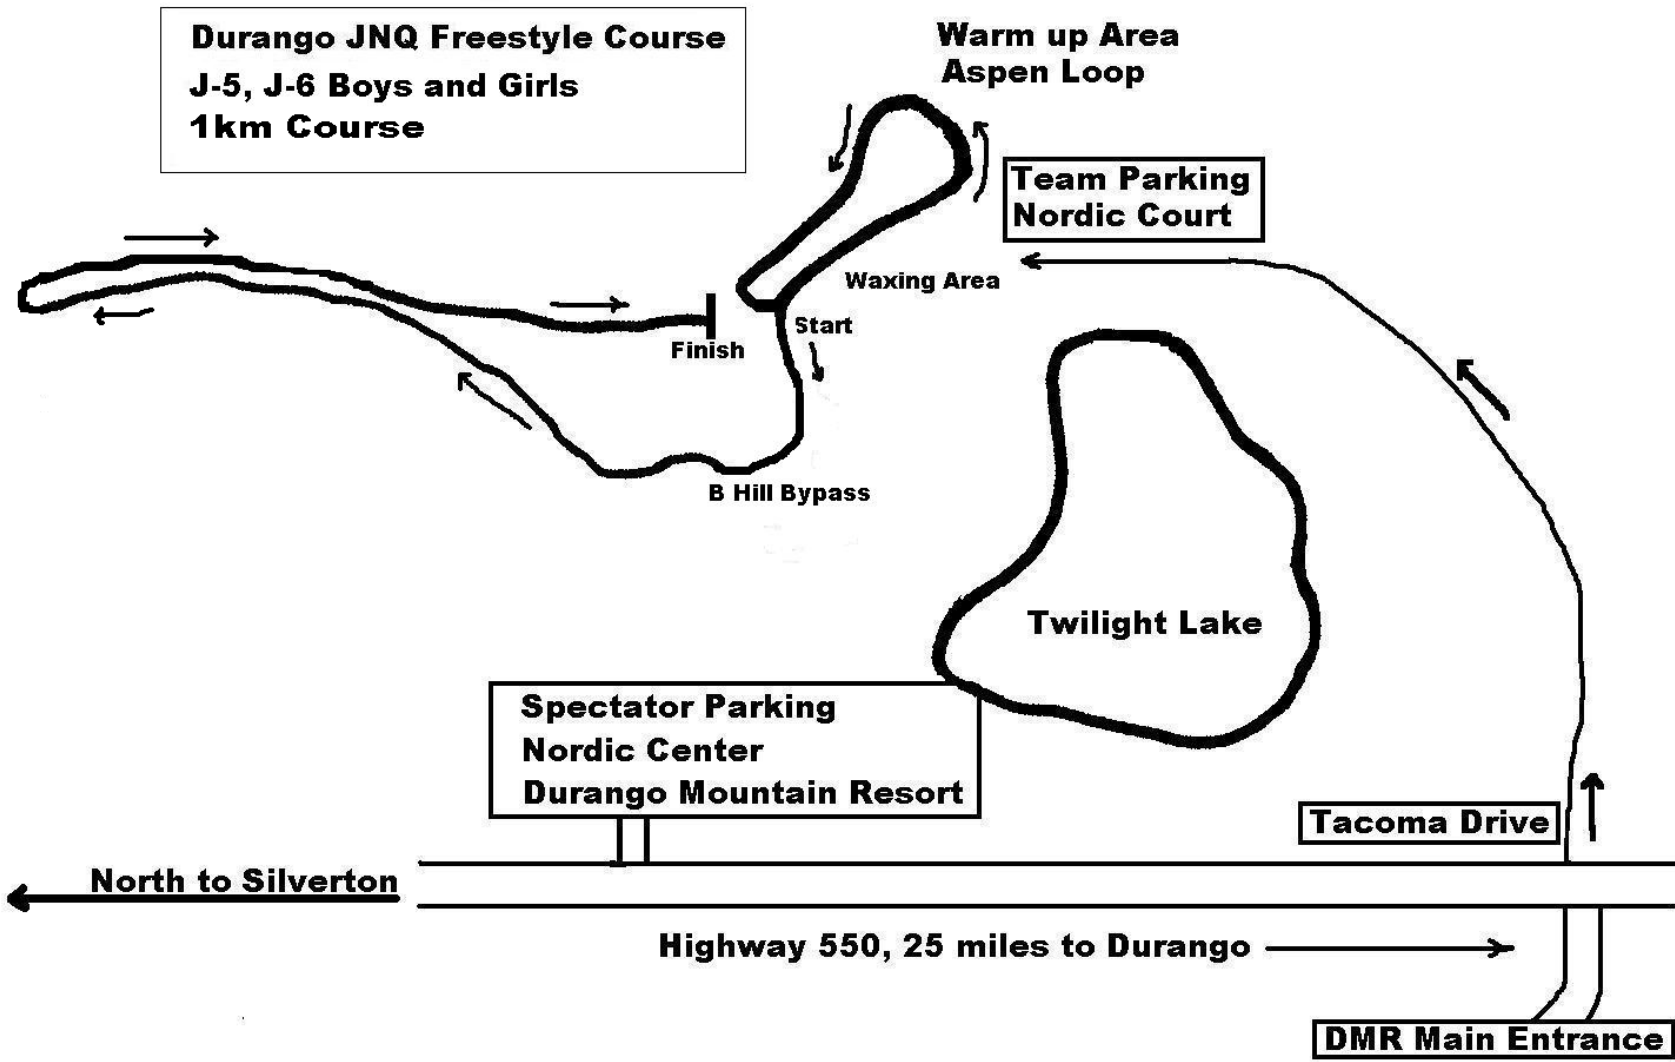 Durango JNQ Freestyle Course
J-5, J-6 Boys and Girls
1km Course
Warm up Area
Aspen Loop
Team Parking
Nordic Court
Waxing Area
Start
Finish
B Hill Bypass
Twilight Lake
Spectator Parking
Nordic Center
Durango Mountain Resort
Tacoma Drive
North to Silverton
Highway 550, 25 miles to Durango
DMR Main Entrance